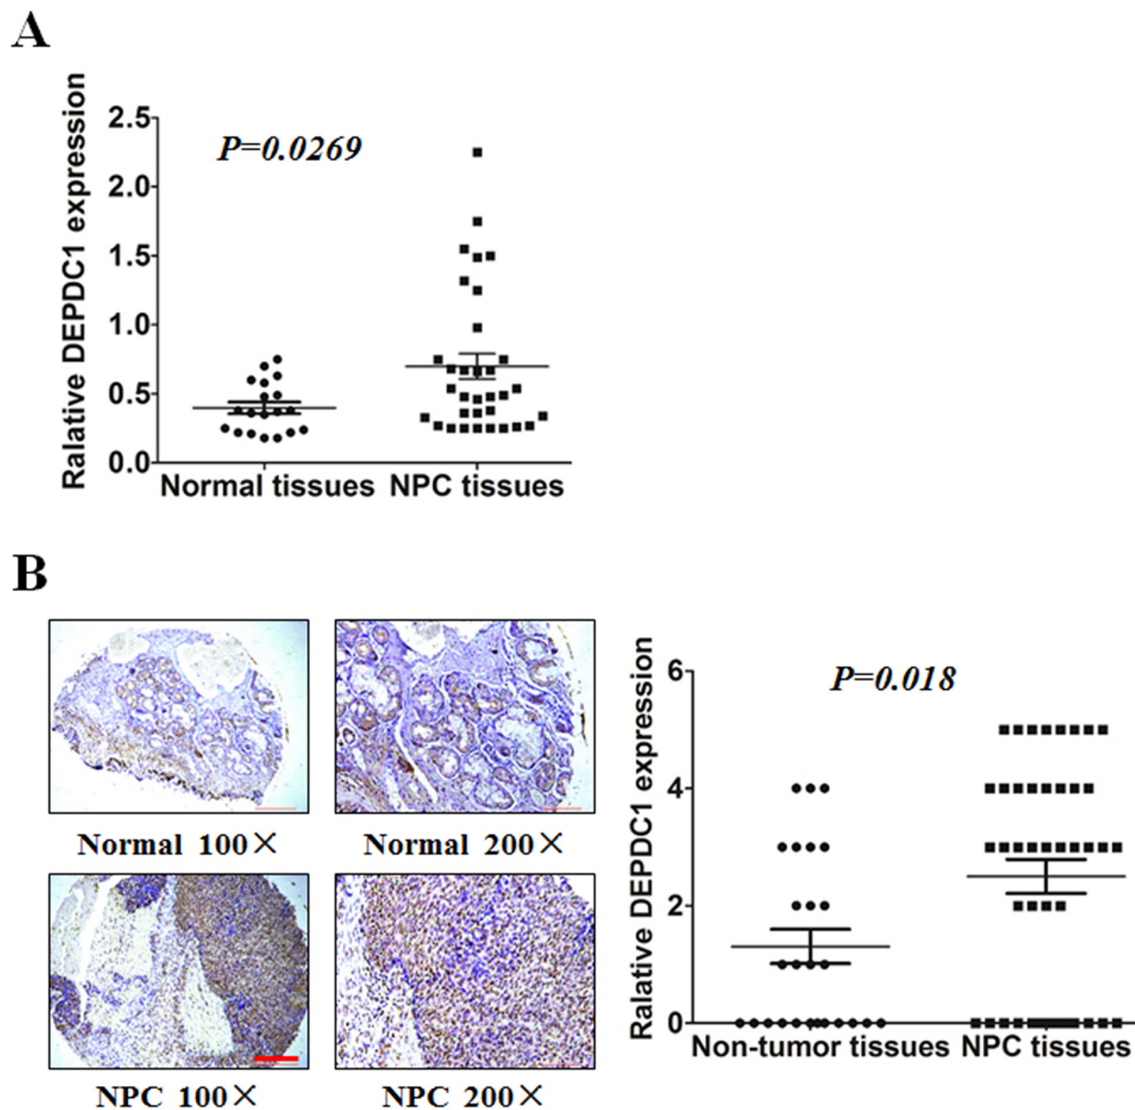 A
Ralative DEPDC1 expression
P=0.0269
2.5
2.0
1.5
1.0
0.5
0.0
Normal tissues NPC tissues
B
Normal 100×
Normal 200×
NPC 100×
NPC 200×
Ralative DEPDC1 expression
P=0.018
6
4
2
0
Non-tumor tissues NPC tissues